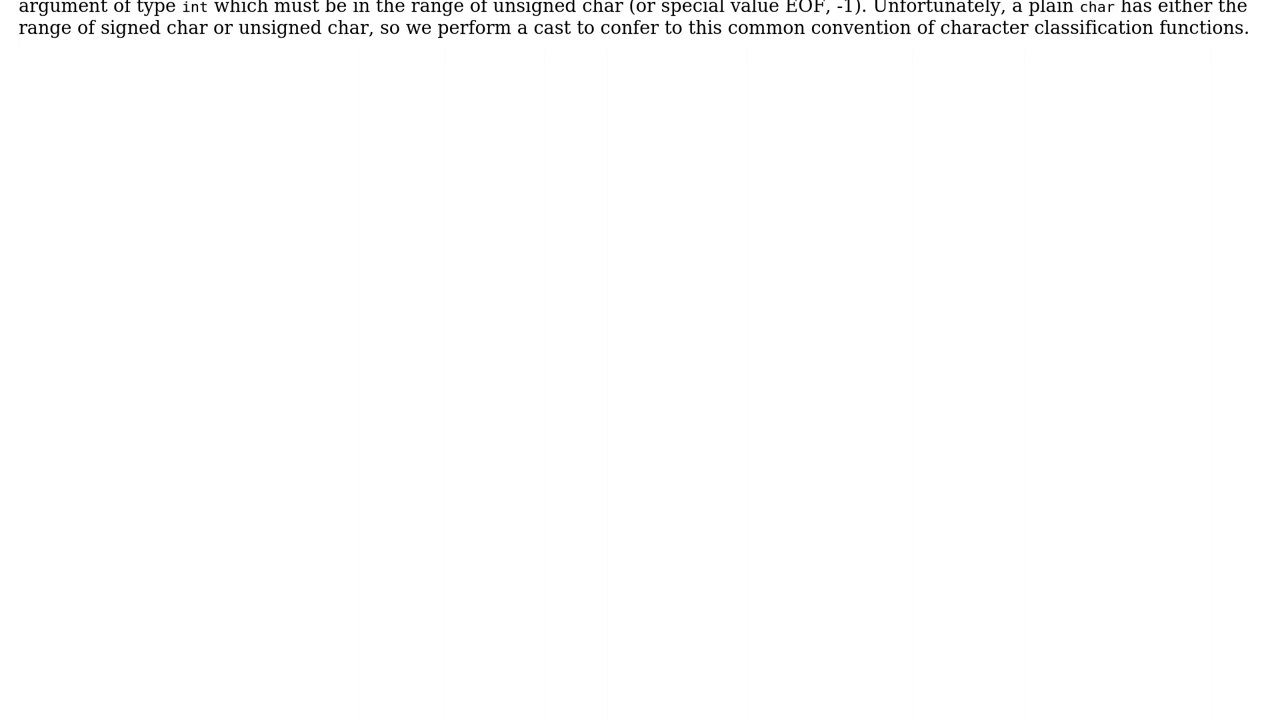 argument of type int which must be in the range of unsigned char (or special value EOF, -1). Unfortunately, a plain char has either the
range of signed char or unsigned char, so we perform a cast to confer to this common convention of character classification functions.